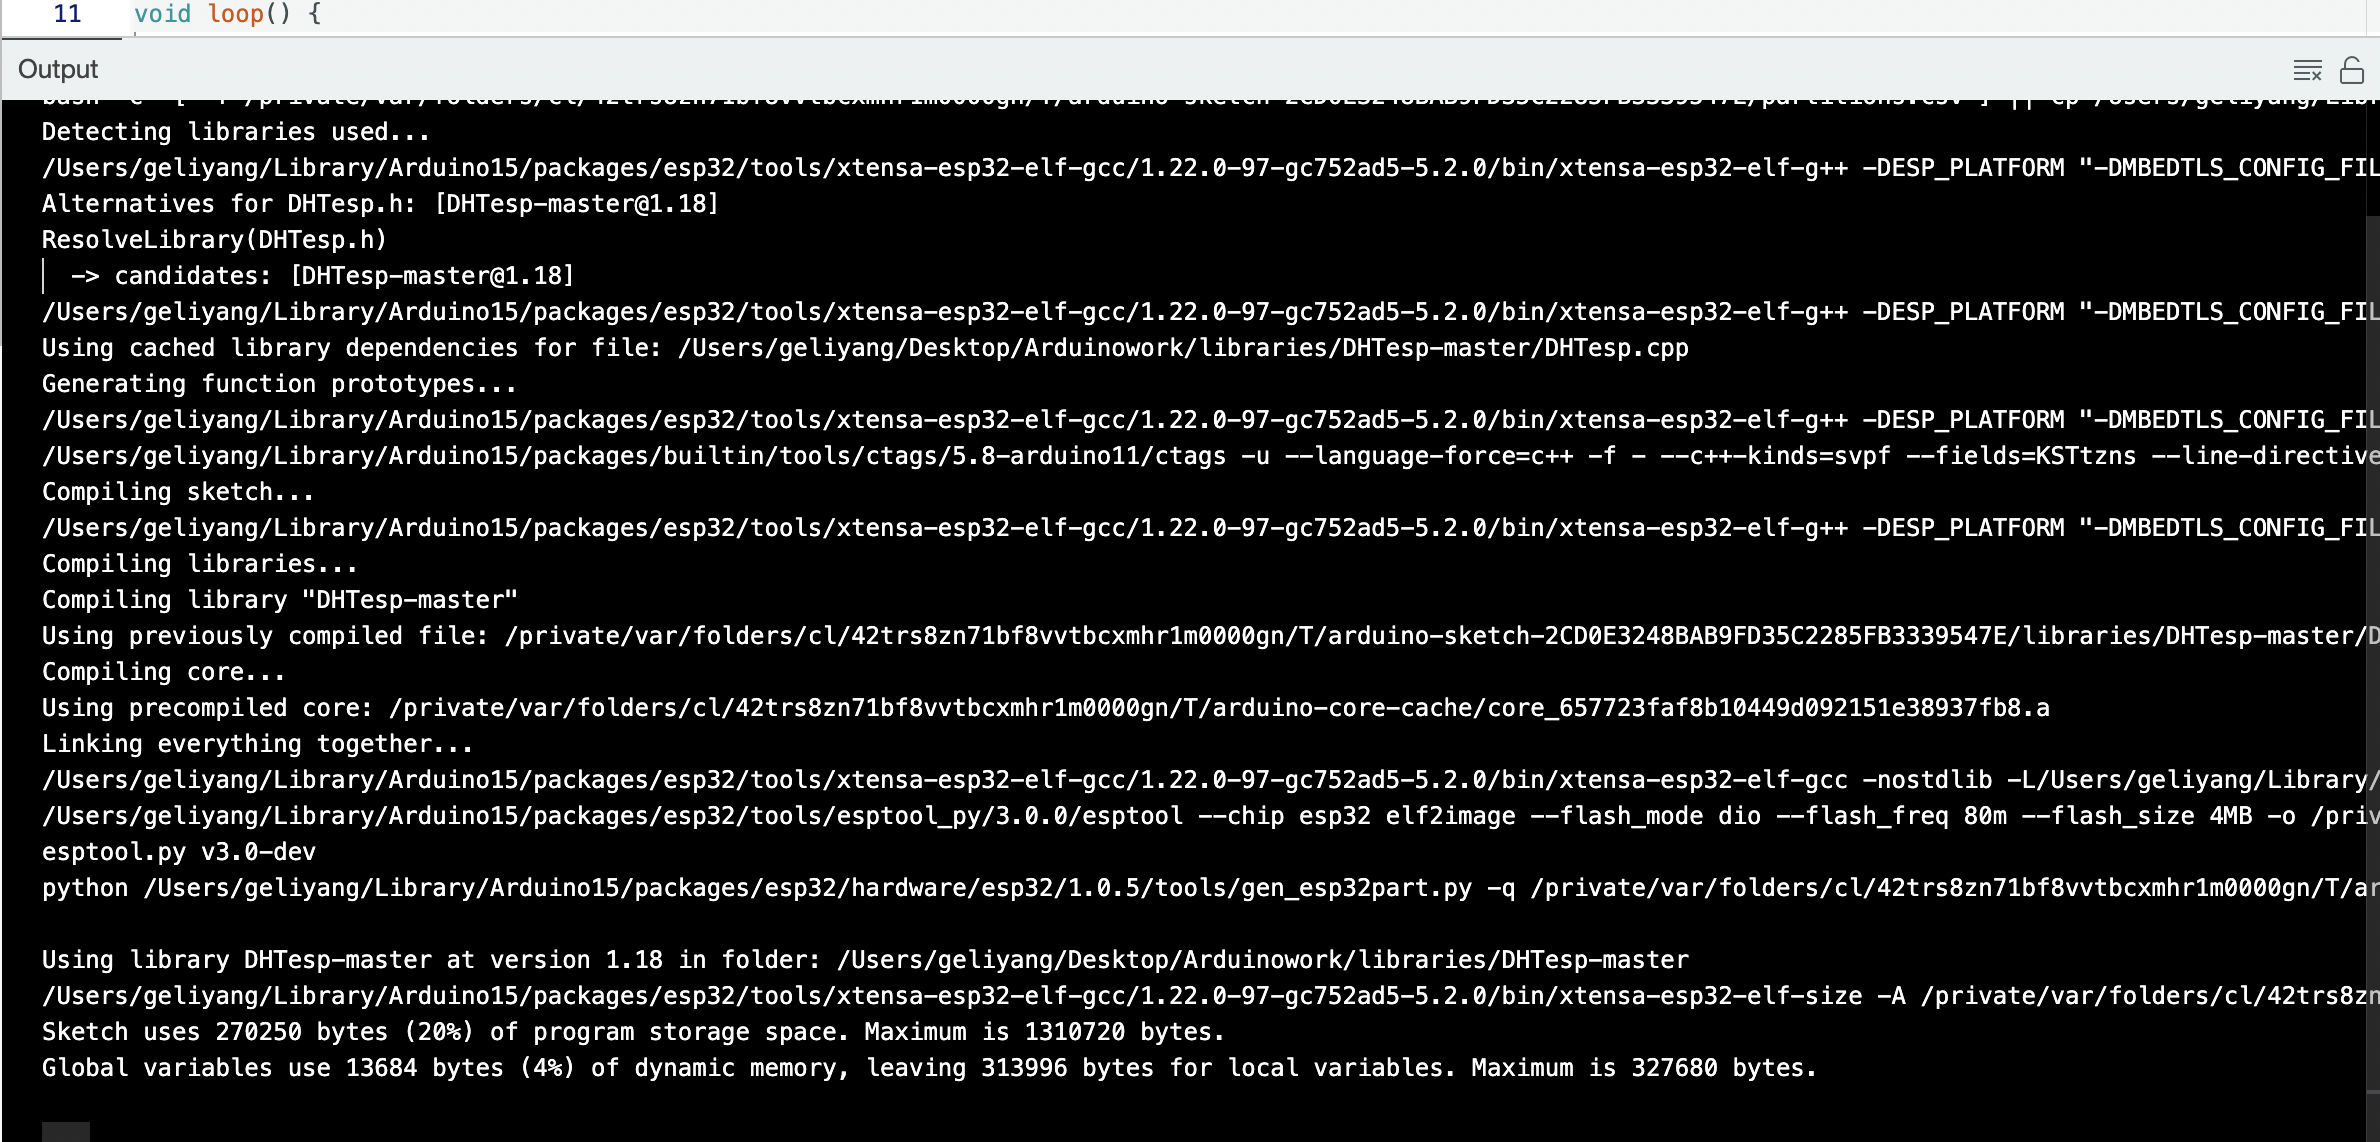 11 void loop() {
Output
Detecting libraries used...
/Users/geliyang/Library/Arduino15/packages/esp32/tools/xtensa-esp32-elf-gcc/1.22.0-97-gc752ad5-5.2.0/bin/xtensa-esp32-elf-g++ -DESP_PLATFORM "-DMBEDTLS_CONFIG_FIL
Alternatives for DHTesp.h: [DHTesp-master@1.18]
ResolveLibrary(DHTesp.h)
-> candidates: [DHTesp-master@1.18]
/Users/geliyang/Library/Arduino15/packages/esp32/tools/xtensa-esp32-elf-gcc/1.22.0-97-gc752ad5-5.2.0/bin/xtensa-esp32-elf-g++ -DESP_PLATFORM "-DMBEDTLS_CONFIG_FIL
Using cached library dependencies for file: /Users/geliyang/Desktop/Arduinowork/libraries/DHTesp-master/DHTesp.cpp
Generating function prototypes...
/Users/geliyang/Library/Arduino15/packages/esp32/tools/xtensa-esp32-elf-gcc/1.22.0-97-gc752ad5-5.2.0/bin/xtensa-esp32-elf-g++ -DESP_PLATFORM "-DMBEDTLS_CONFIG_FIL
/Users/geliyang/Library/Arduino15/packages/builtin/tools/ctags/5.8-arduino11/ctags -u --language-force=c++ -f - --c++-kinds=svpf --fields=KSTtzns --line-directive
Compiling sketch...
/Users/geliyang/Library/Arduino15/packages/esp32/tools/xtensa-esp32-elf-gcc/1.22.0-97-gc752ad5-5.2.0/bin/xtensa-esp32-elf-g++ -DESP_PLATFORM "-DMBEDTLS_CONFIG_FIL
Compiling libraries...
Compiling library "DHTesp-master"
Using previously compiled file: /private/var/folders/cl/42trs8zn71bf8vvtbcxmhr1m0000gn/T/arduino-sketch-2CD0E3248BAB9FD35C2285FB3339547E/libraries/DHTesp-master/D
Compiling core...
Using precompiled core: /private/var/folders/cl/42trs8zn71bf8vvtbcxmhr1m0000gn/T/arduino-core-cache/core_657723faf8b10449d092151e38937fb8.a
Linking everything together...
/Users/geliyang/Library/Arduino15/packages/esp32/tools/xtensa-esp32-elf-gcc/1.22.0-97-gc752ad5-5.2.0/bin/xtensa-esp32-elf-gcc -nostdlib -L/Users/geliyang/Library/
/Users/geliyang/Library/Arduino15/packages/esp32/tools/esptool_py/3.0.0/esptool --chip esp32 elf2image --flash_mode dio --flash_freq 80m --flash_size 4MB -o /priv
esptool.py v3.0-dev
python /Users/geliyang/Library/Arduino15/packages/esp32/hardware/esp32/1.0.5/tools/gen_esp32part.py -q /private/var/folders/cl/42trs8zn71bf8vvtbcxmhr1m0000gn/T/ar
Using library DHTesp-master at version 1.18 in folder: /Users/geliyang/Desktop/Arduinowork/libraries/DHTesp-master
/Users/geliyang/Library/Arduino15/packages/esp32/tools/xtensa-esp32-elf-gcc/1.22.0-97-gc752ad5-5.2.0/bin/xtensa-esp32-elf-size -A /private/var/folders/cl/42trs8zn
Sketch uses 270250 bytes (20%) of program storage space. Maximum is 1310720 bytes.
Global variables use 13684 bytes (4%) of dynamic memory, leaving 313996 bytes for local variables. Maximum is 327680 bytes.